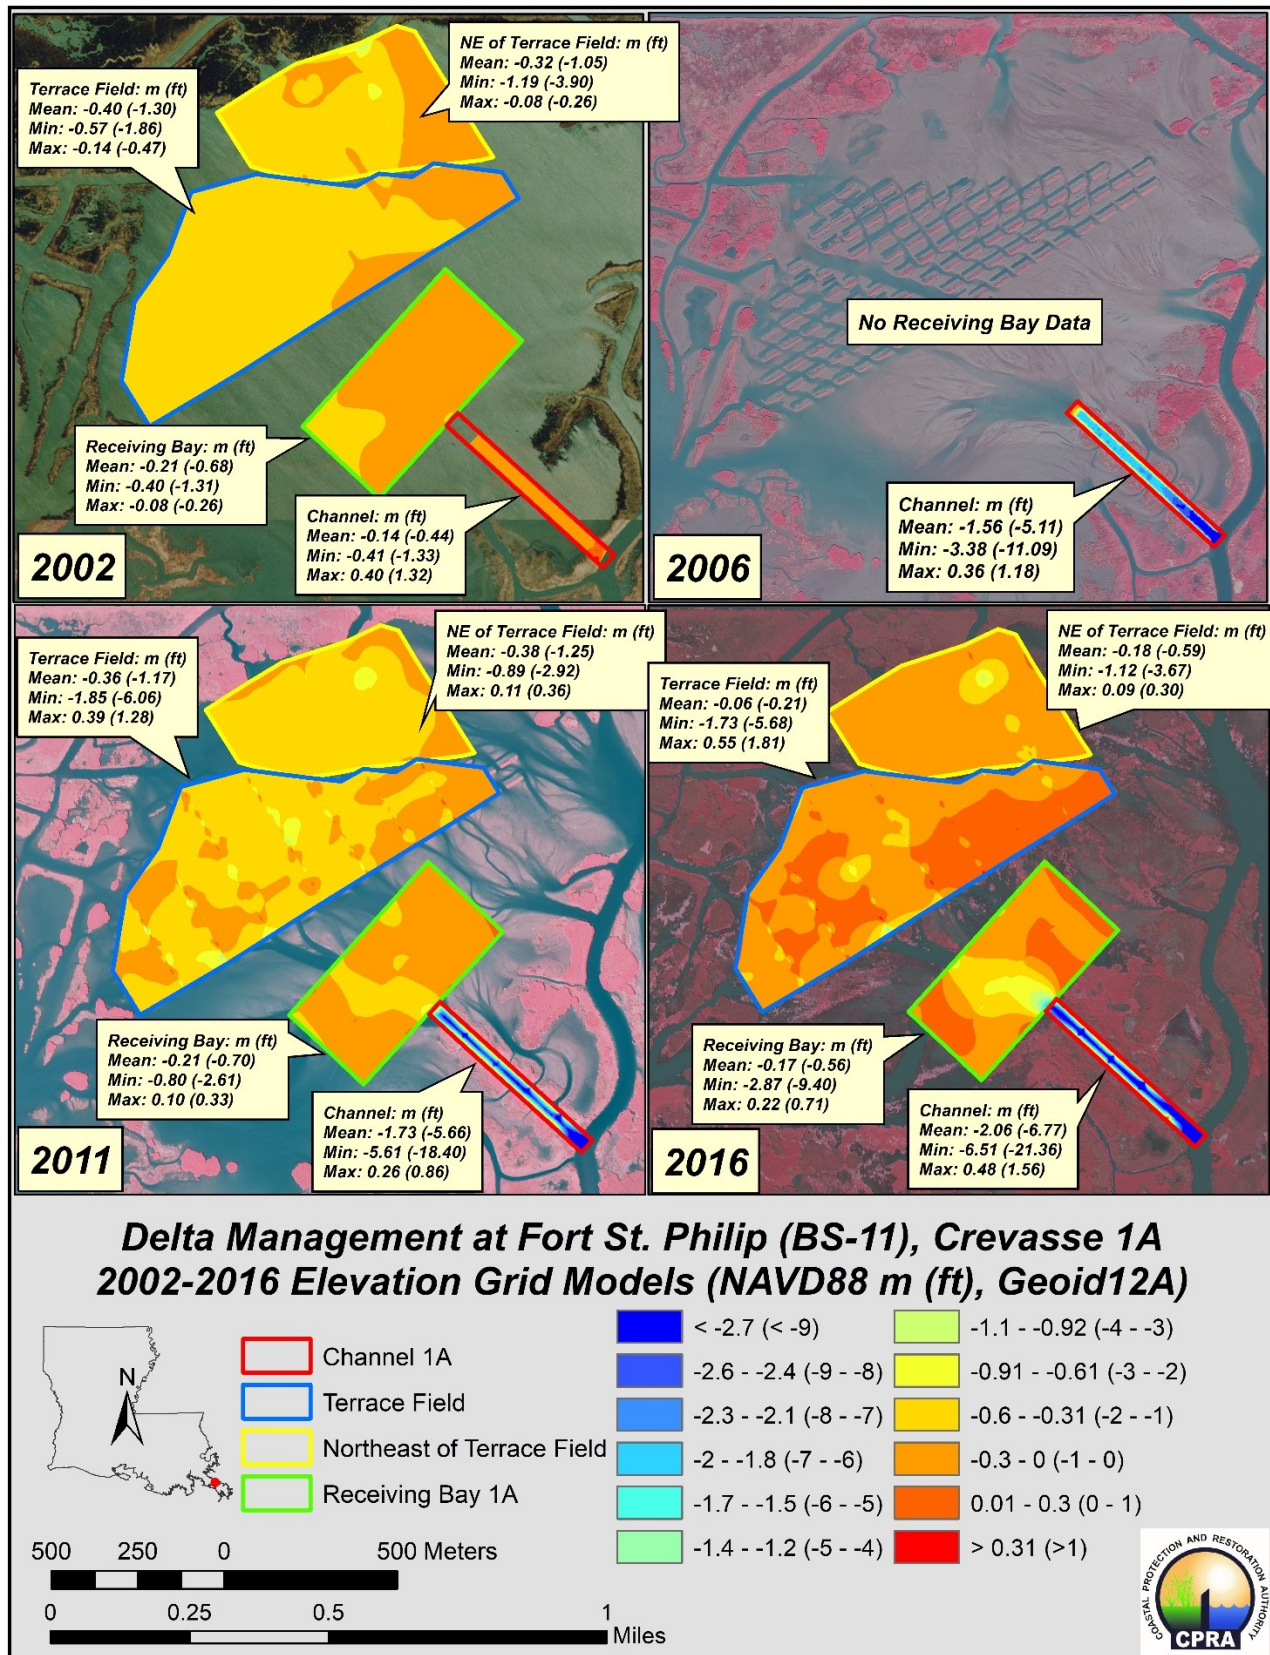 NE of Terrace Field: m (ft)
Mean: -0.32 (-1.05)
Min: -1.19 (-3.90)
Max: -0.08 (-0.26)
Terrace Field: m (ft)
Mean: -0.40 (-1.30)
Min: -0.57 (-1.86)
Max: -0.14 (-0.47)
Receiving Bay: m (ft)
Mean: -0.21 (-0.68)
Min: -0.40 (-1.31)
Max: -0.08 (-0.26)
Channel: m (ft)
Mean: -0.14 (-0.44)
Min: -0.41 (-1.33)
Max: 0.40 (1.32)
2002
No Receiving Bay Data
Channel: m (ft)
Mean: -1.56 (-5.11)
Min: -3.38 (-11.09)
Max: 0.36 (1.18)
2006
NE of Terrace Field: m (ft)
Mean: -0.38 (-1.25)
Min: -0.89 (-2.92)
Max: 0.11 (0.36)
Terrace Field: m (ft)
Mean: -0.36 (-1.17)
Min: -1.85 (-6.06)
Max: 0.39 (1.28)
Receiving Bay: m (ft)
Mean: -0.21 (-0.70)
Min: -0.80 (-2.61)
Max: 0.10 (0.33)
Channel: m (ft)
Mean: -1.73 (-5.66)
Min: -5.61 (-18.40)
Max: 0.26 (0.86)
2011
NE of Terrace Field: m (ft)
Mean: -0.18 (-0.59)
Min: -1.12 (-3.67)
Max: 0.09 (0.30)
Terrace Field: m (ft)
Mean: -0.06 (-0.21)
Min: -1.73 (-5.68)
Max: 0.55 (1.81)
Receiving Bay: m (ft)
Mean: -0.17 (-0.56)
Min: -2.87 (-9.40)
Max: 0.22 (0.71)
Channel: m (ft)
Mean: -2.06 (-6.77)
Min: -6.51 (-21.36)
Max: 0.48 (1.56)
2016
Delta Management at Fort St. Philip (BS-11), Crevasse 1A
2002-2016 Elevation Grid Models (NAVD88 m (ft), Geoid12A)
N
Channel 1A
Terrace Field
Northeast of Terrace Field
Receiving Bay 1A
< -2.7 (< -9)
-2.6 - -2.4 (-9 - -8)
-2.3 - -2.1 (-8 - -7)
-2 - -1.8 (-7 - -6)
-1.7 - -1.5 (-6 - -5)
-1.4 - -1.2 (-5 - -4)
-1.1 - -0.92 (-4 - -3)
-0.91 - -0.61 (-3 - -2)
-0.6 - -0.31 (-2 - -1)
-0.3 - 0 (-1 - 0)
0.01 - 0.3 (0 - 1)
> 0.31 (>1)
500 250 0 500 Meters
0 0.25 0.5 1
Miles
COASTAL PROTECTION AND RESTORATION AUTHORITY
CPRA